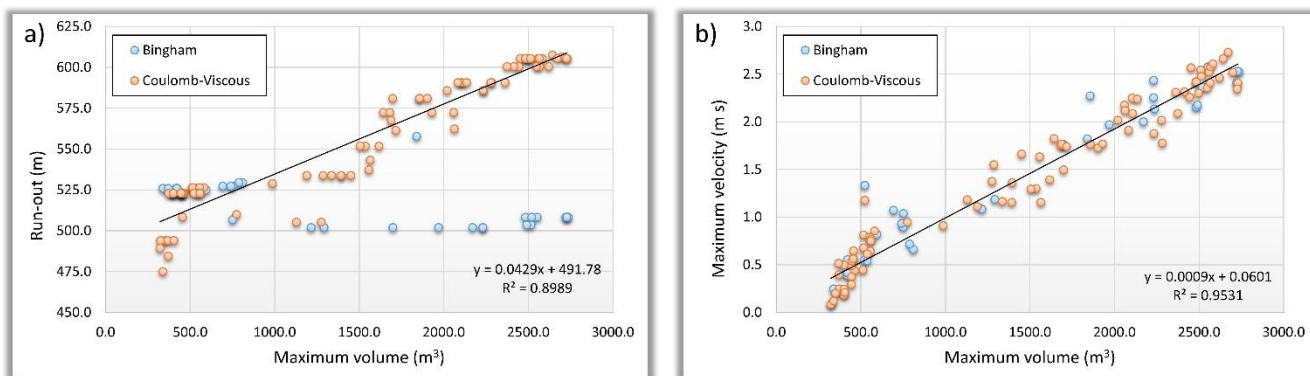 a)
Bingham
Coulomb-Viscous
625.0
600.0
575.0
550.0
525.0
500.0
475.0
450.0
Run-out (m)
y = 0.0429x + 491.78
R² = 0.8989
0.0 500.0 1000.0 1500.0 2000.0 2500.0 3000.0
Maximum volume (m³)
b)
Bingham
Coulomb-Viscous
3.0
2.5
2.0
1.5
1.0
0.5
0.0
Maximum velocity (m s)
y = 0.0009x + 0.0601
R² = 0.9531
0.0 500.0 1000.0 1500.0 2000.0 2500.0 3000.0
Maximum volume (m³)